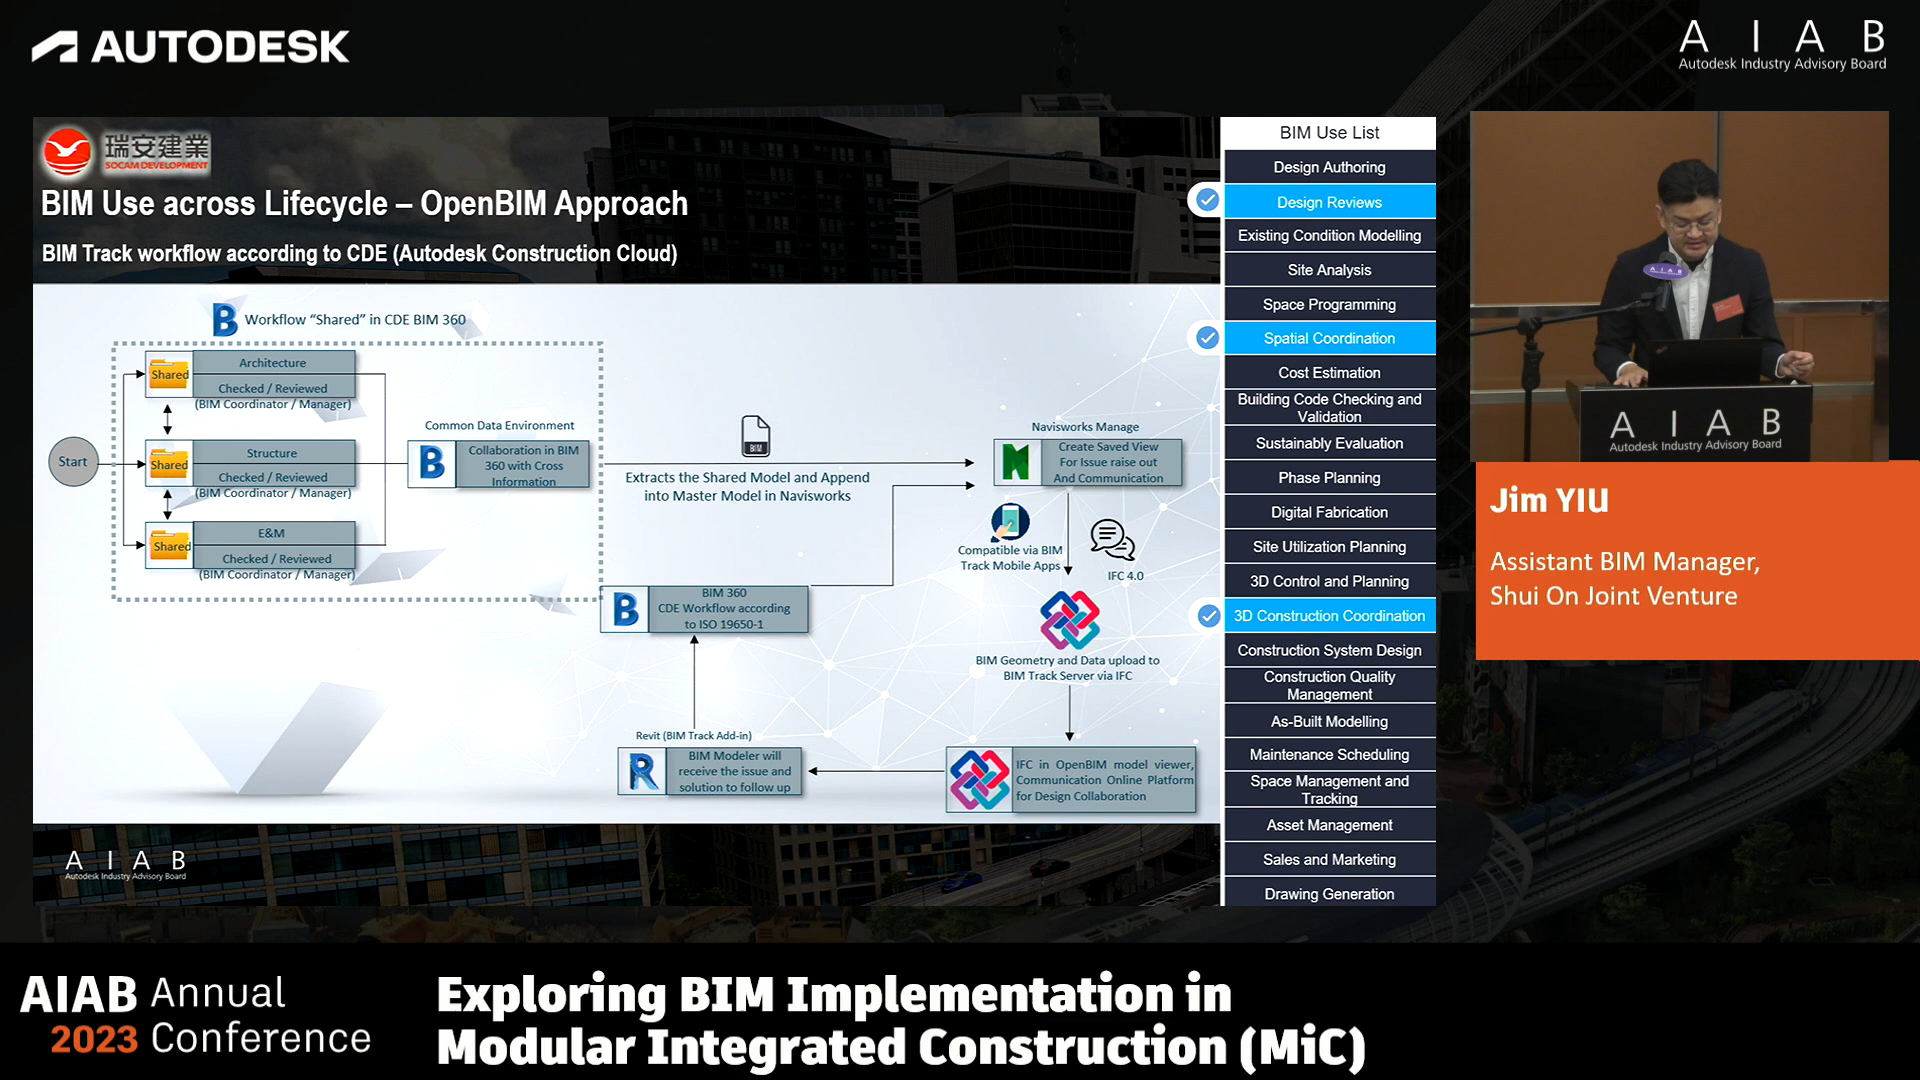 AUTODESK
A I A B
Autodesk Industry Advisory Board
瑞安建業
SOCAM DEVELOPMENT
BIM Use across Lifecycle – OpenBIM Approach
BIM Track workflow according to CDE (Autodesk Construction Cloud)
Workflow “Shared” in CDE BIM 360
Start
Shared
Architecture
Checked / Reviewed
(BIM Coordinator / Manager)
Shared
Structure
Checked / Reviewed
(BIM Coordinator / Manager)
Shared
E&M
Checked / Reviewed
(BIM Coordinator / Manager)
Common Data Environment
Collaboration in BIM
360 with Cross
Information
BIM
Extracts the Shared Model and Append
into Master Model in Navisworks
Navisworks Manage
Create Saved View
For Issue raise out
And Communication
Compatible via BIM
Track Mobile Apps
IFC 4.0
BIM Geometry and Data upload to
BIM Track Server via IFC
IFC in OpenBIM model viewer,
Communication Online Platform
for Design Collaboration
Revit (BIM Track Add-in)
BIM Modeler will
receive the issue and
solution to follow up
BIM 360
CDE Workflow according
to ISO 19650-1
A I A B
Autodesk Industry Advisory Board
BIM Use List
Design Authoring
Design Reviews
Existing Condition Modelling
Site Analysis
Space Programming
Spatial Coordination
Cost Estimation
Building Code Checking and
Validation
Sustainably Evaluation
Phase Planning
Digital Fabrication
Site Utilization Planning
3D Control and Planning
3D Construction Coordination
Construction System Design
Construction Quality
Management
As-Built Modelling
Maintenance Scheduling
Space Management and
Tracking
Asset Management
Sales and Marketing
Drawing Generation
A I A B
A I A B
Autodesk Industry Advisory Board
Jim YIU
Assistant BIM Manager,
Shui On Joint Venture
AIAB Annual
2023 Conference
Exploring BIM Implementation in
Modular Integrated Construction (MiC)